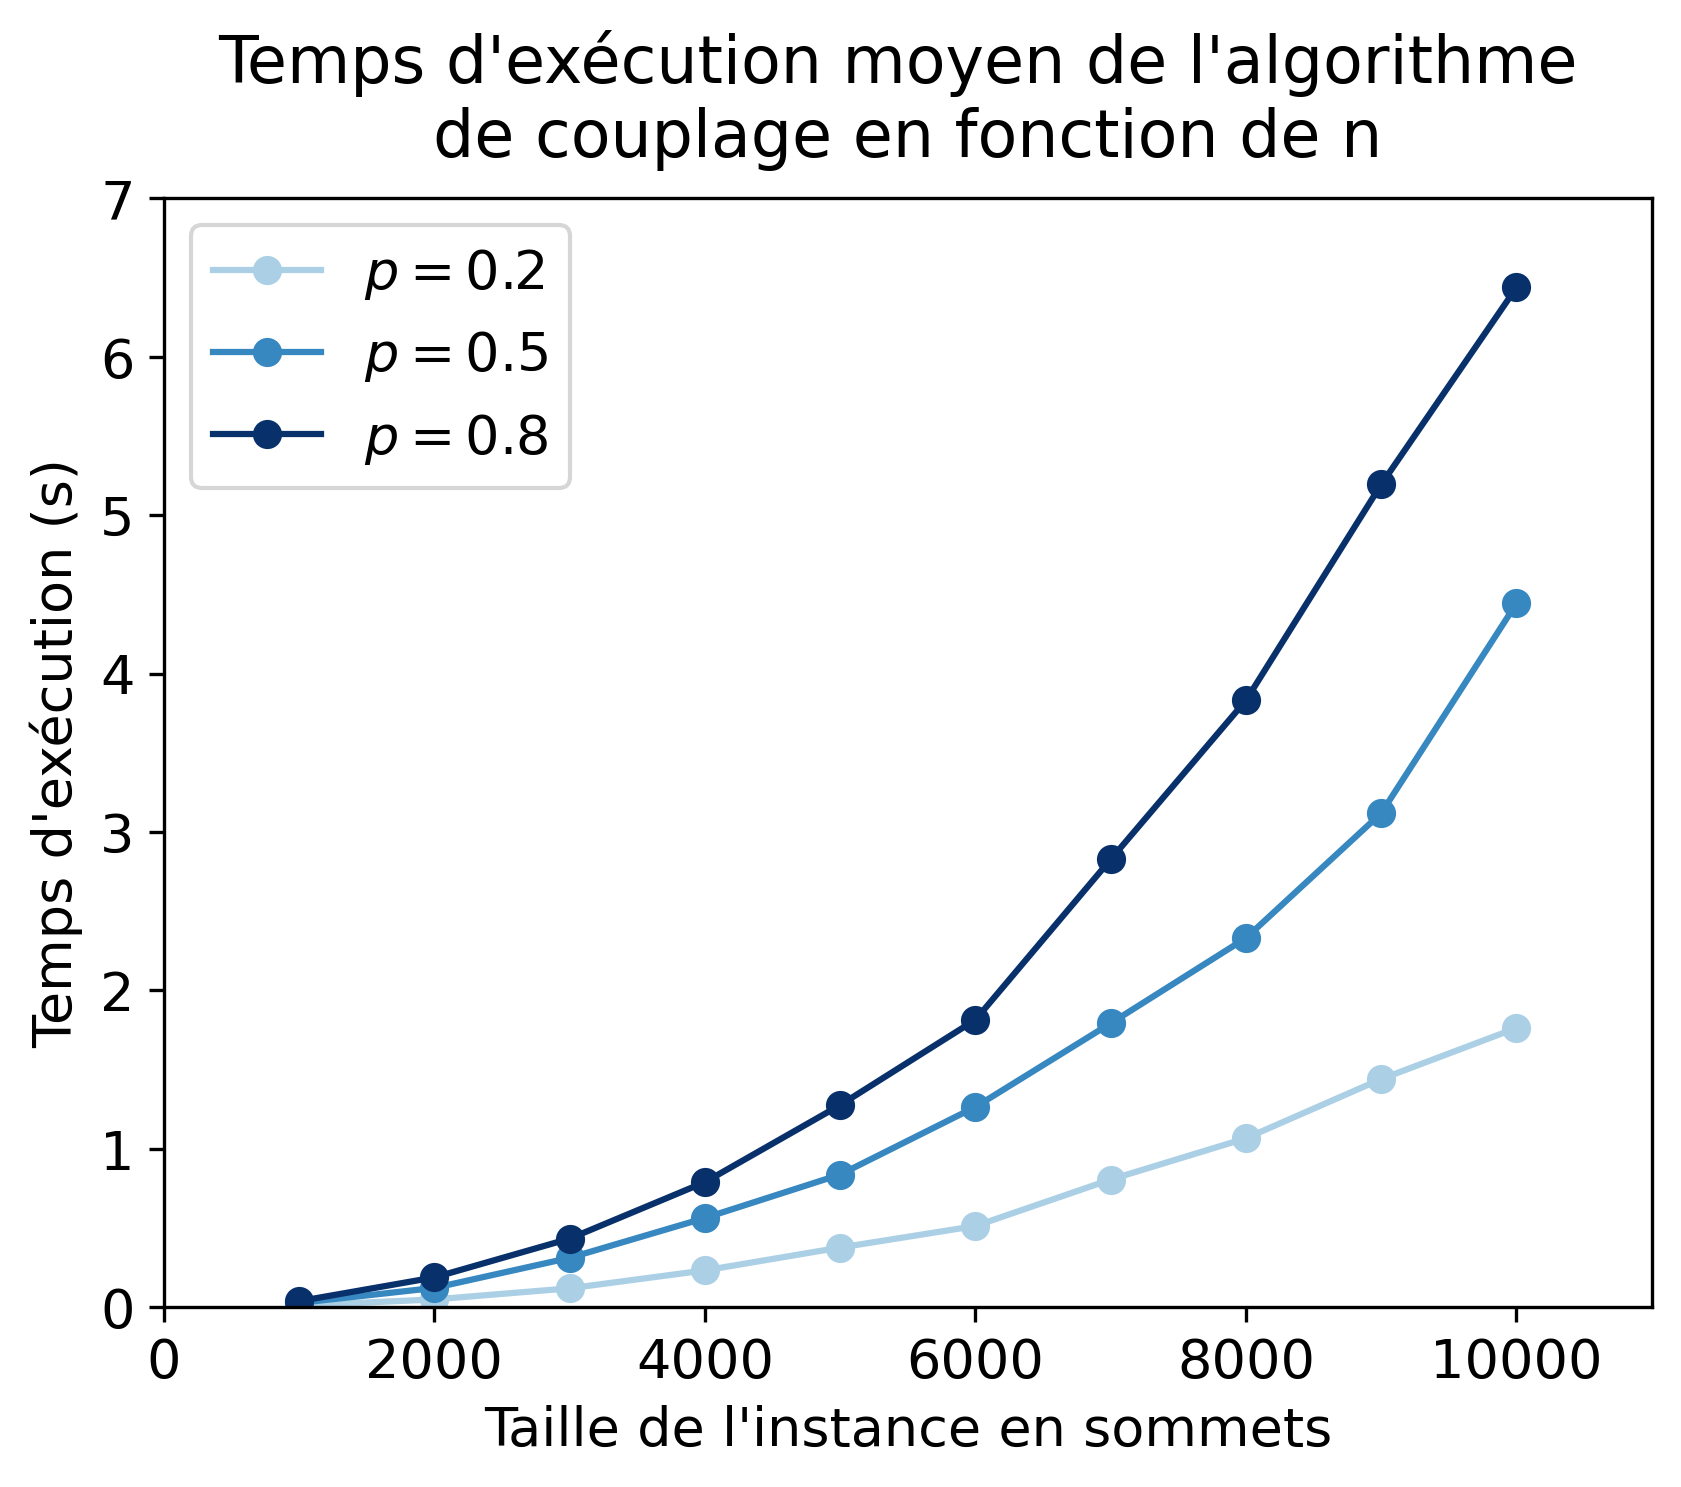 Temps d'exécution moyen de l'algorithme
de couplage en fonction de n
7
6
5
4
3
2
1
0
p = 0.2
p = 0.5
p = 0.8
Temps d'exécution (s)
0 2000 4000 6000 8000 10000
Taille de l'instance en sommets